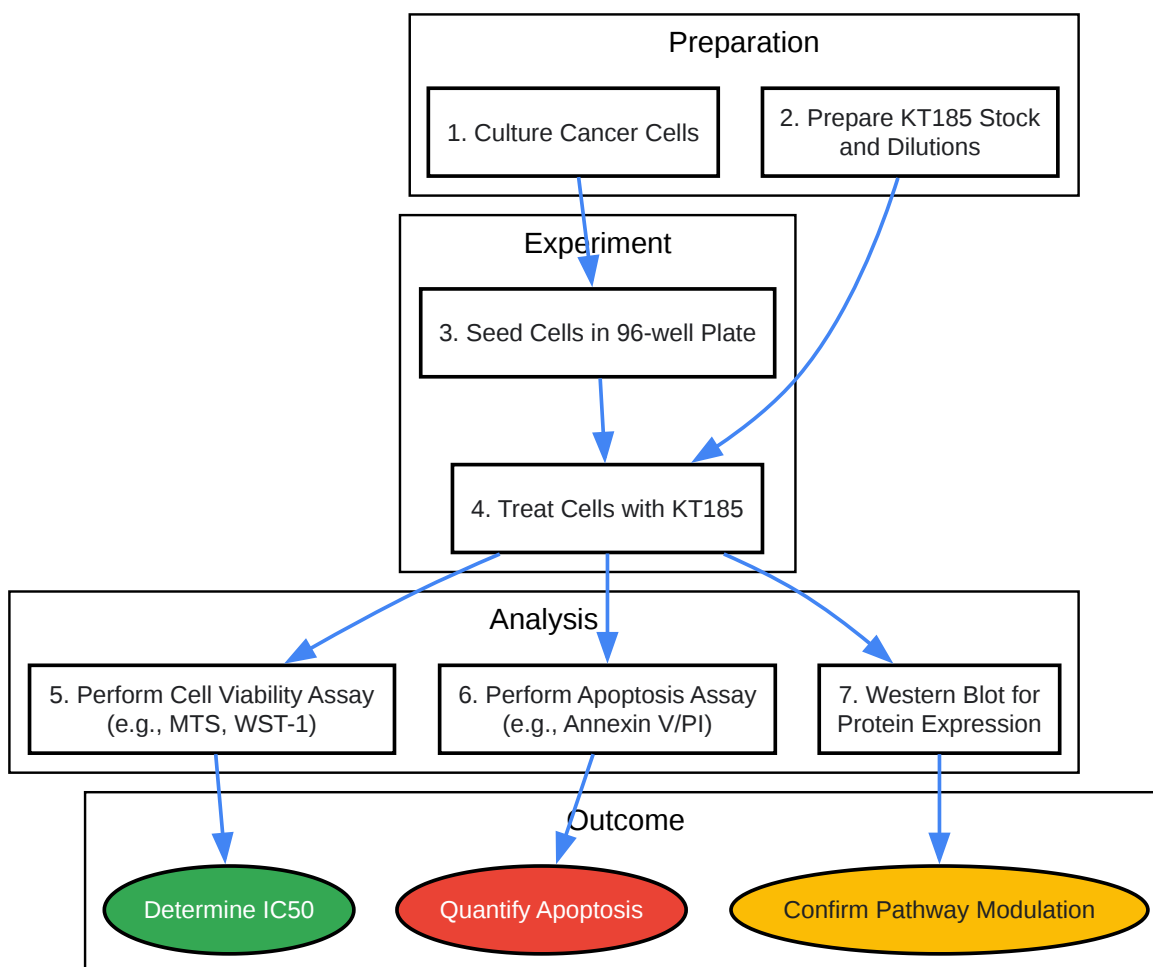 Preparation
1. Culture Cancer Cells
2. Prepare KT185 Stock
and Dilutions
Experiment
3. Seed Cells in 96-well Plate
4. Treat Cells with KT185
Analysis
5. Perform Cell Viability Assay
(e.g., MTS, WST-1)
6. Perform Apoptosis Assay
(e.g., Annexin V/PI)
7. Western Blot for
Protein Expression
Outcome
Determine IC50
Quantify Apoptosis
Confirm Pathway Modulation